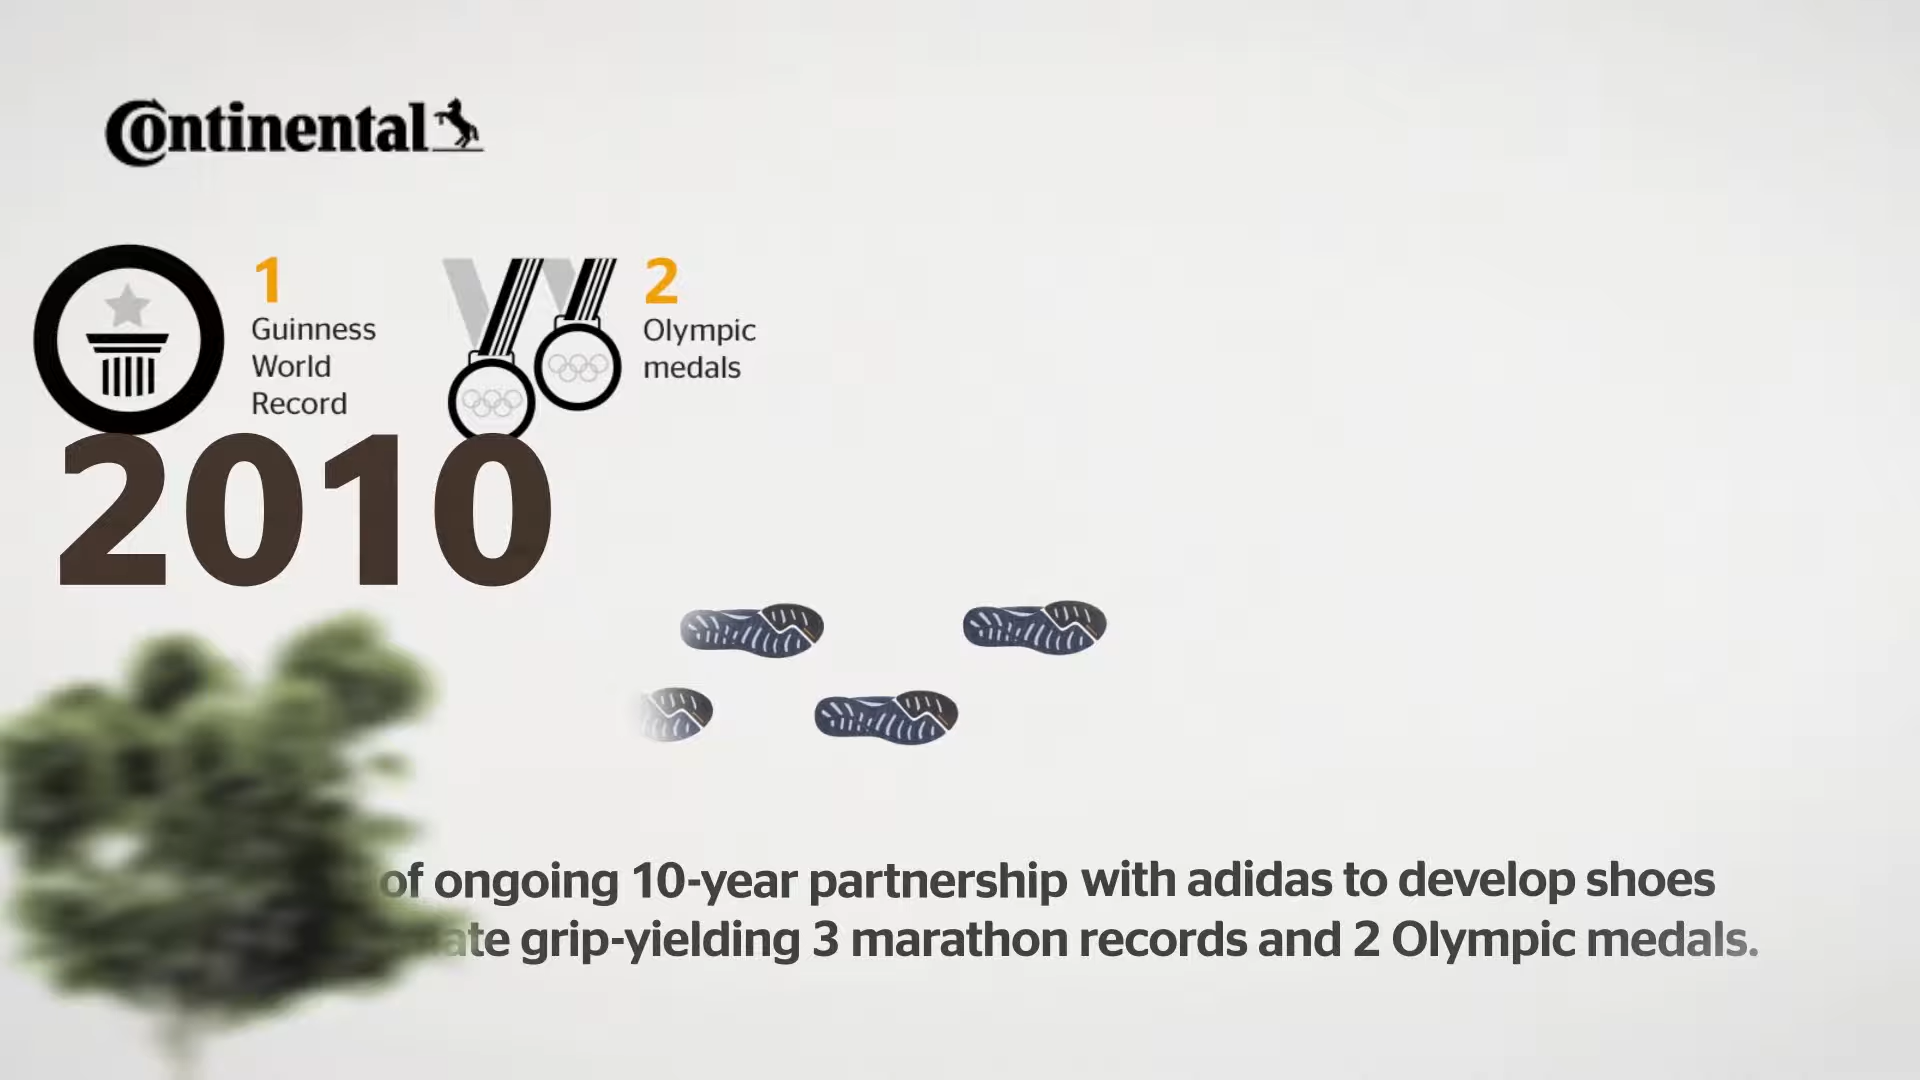 Continental
1
Guinness
World
Record
2
Olympic
medals
2010
of ongoing 10-year partnership with adidas to develop shoes
grip-yielding 3 marathon records and 2 Olympic medals.